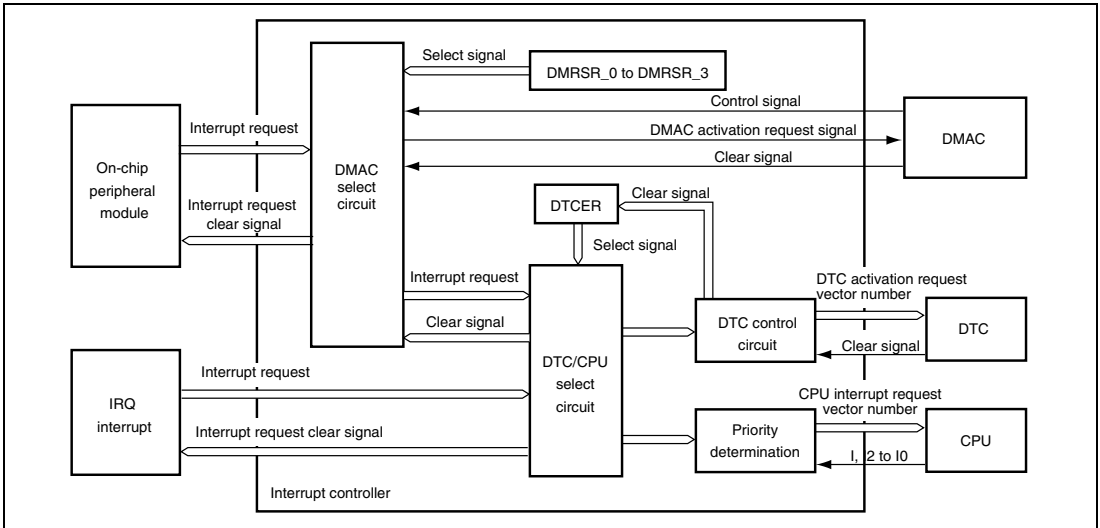 Select signal
DMRSR_0 to DMRSR_3
Control signal
DMAC activation request signal
Clear signal
DMAC
Interrupt request
On-chip
peripheral
module
Interrupt request
clear signal
DMAC
select
circuit
DTCER
Clear signal
Select signal
Interrupt request
Clear signal
DTC/CPU
select
circuit
DTC control
circuit
DTC activation request
vector number
DTC
Clear signal
IRQ
interrupt
Interrupt request
Interrupt request clear signal
Priority
determination
CPU interrupt request
vector number
CPU
I, I2 to I0
Interrupt controller